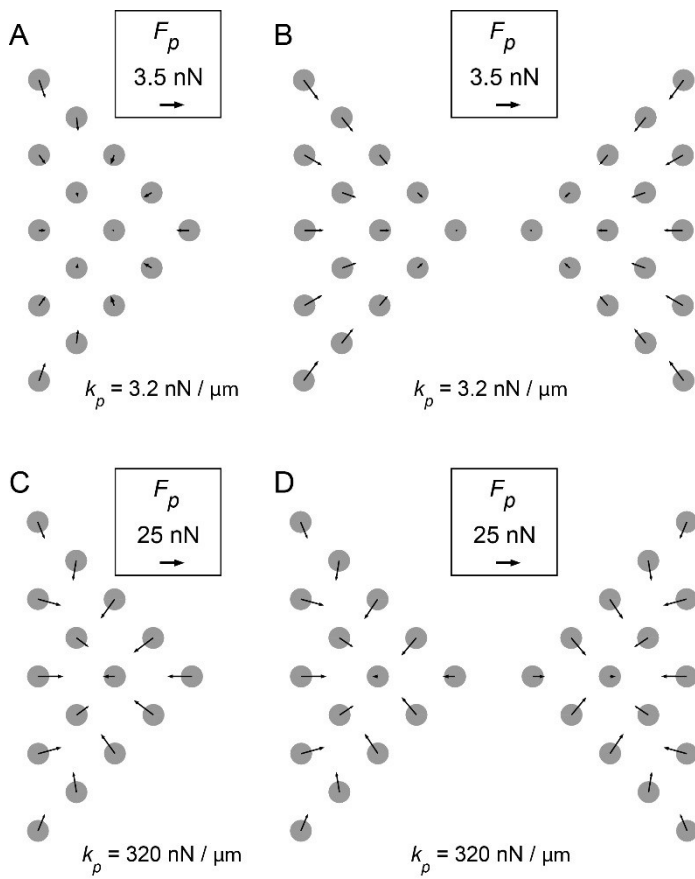 A
F_p
3.5 nN
B
F_p
3.5 nN
k_p = 3.2 nN / μm
k_p = 3.2 nN / μm
C
F_p
25 nN
D
F_p
25 nN
k_p = 320 nN / μm
k_p = 320 nN / μm